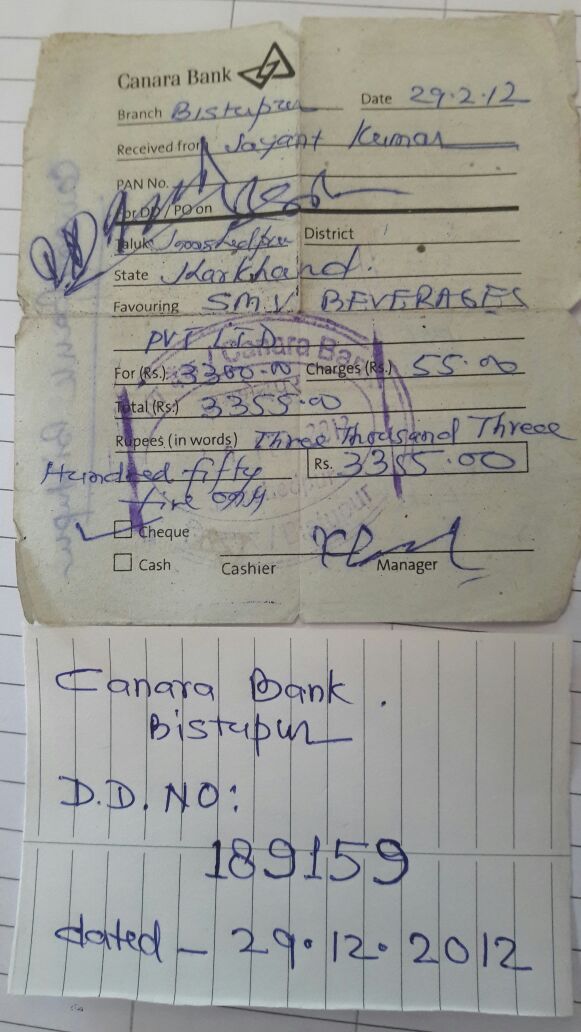 Canara Bank
Branch Bistupur Date 29.2.12
Received from Jayant Kumar
PAN No.
For DD / PO on
Taluk Jamshedpur District
State Jharkhand.
Favouring S.M.V. BEVERAGES
PVT LTD
For (Rs.) 3300.00 Charges (Rs.) 55.00
Total (Rs.) 3355.00
Rupees (in words) Three Thousand Three
Hundred fifty
five only
Rs. 3355.00
Canara Bank
Cheque
Cash Cashier Manager
Canara Bank.
Bistupur
D.D. NO:
189159
dated - 29.12.2012